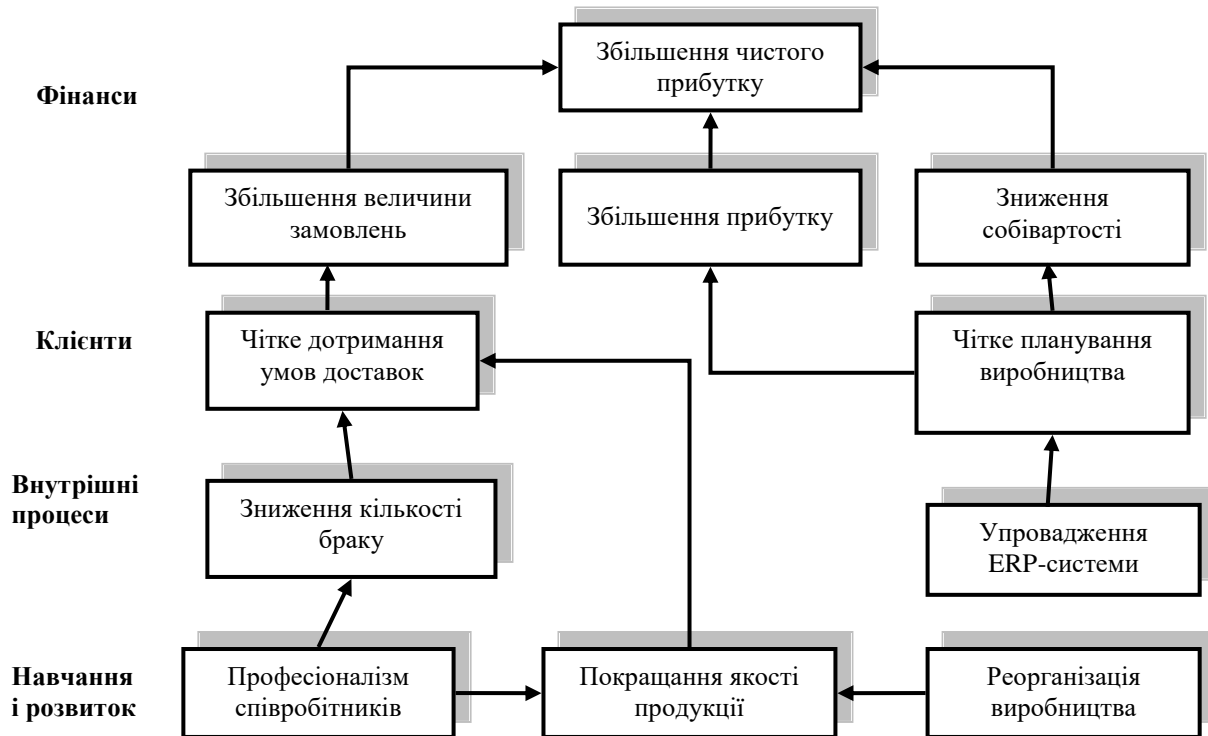 Збільшення чистого
прибутку
Фінанси
Збільшення величини
замовлень
Збільшення прибутку
Зниження
собівартості
Клієнти
Чітке дотримання
умов доставок
Чітке планування
виробництва
Внутрішні
процеси
Зниження кількості
браку
Упровадження
ERP-системи
Навчання
і розвиток
Професіоналізм
співробітників
Покращання якості
продукції
Реорганізація
виробництва